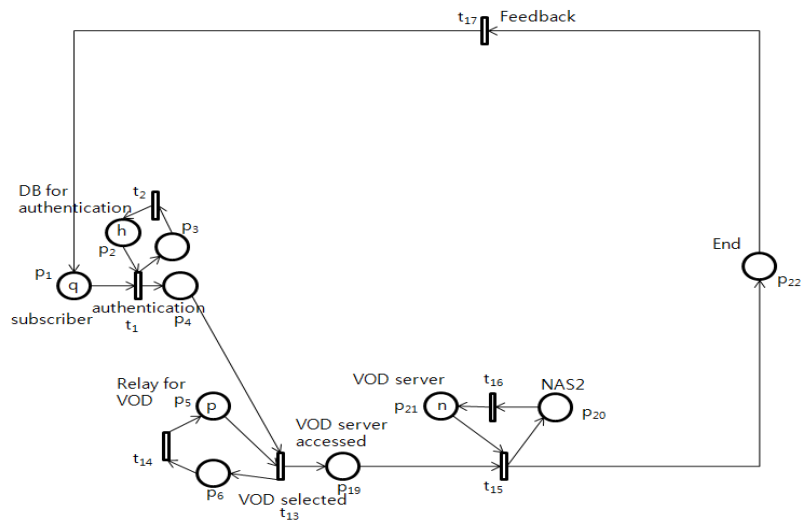 t17 Feedback
DB for
authentication
t2
h
p2
p3
p1
q
subscriber
authentication
t1
p4
End
p22
Relay for
VOD
p5
p
t14
p6
VOD selected
t13
VOD server
accessed
p19
VOD server
t16
NAS2
p21
n
p20
t15